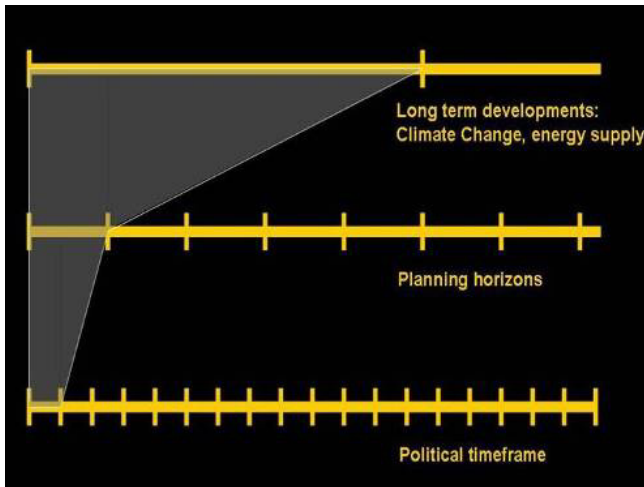 Long term developments:
Climate Change, energy supply
Planning horizons
Political timeframe